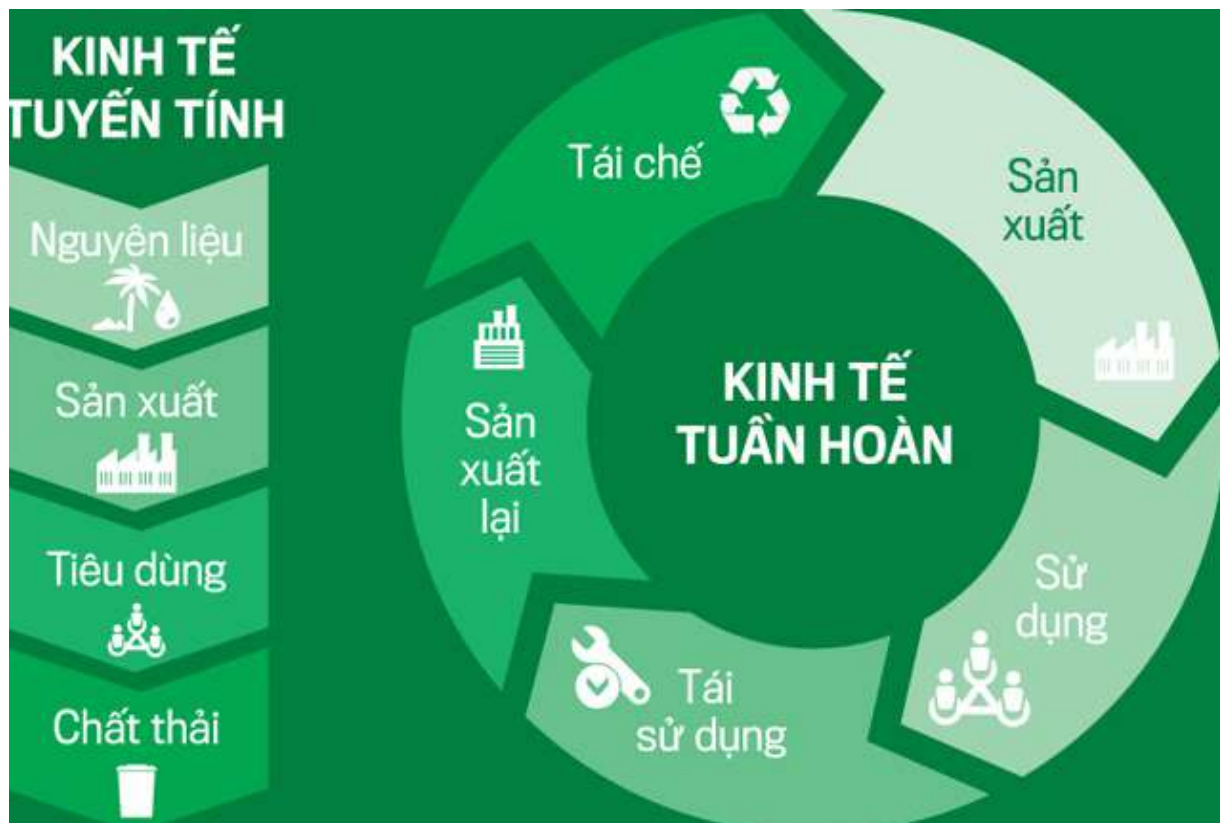 KINH TẾ
TUYẾN TÍNH
Nguyên liệu
Sản xuất
Tiêu dùng
Chất thải
KINH TẾ
TUẦN HOÀN
Sản
xuất
Sử
dụng
Tái
sử dụng
Sản
xuất
lại
Tái chế